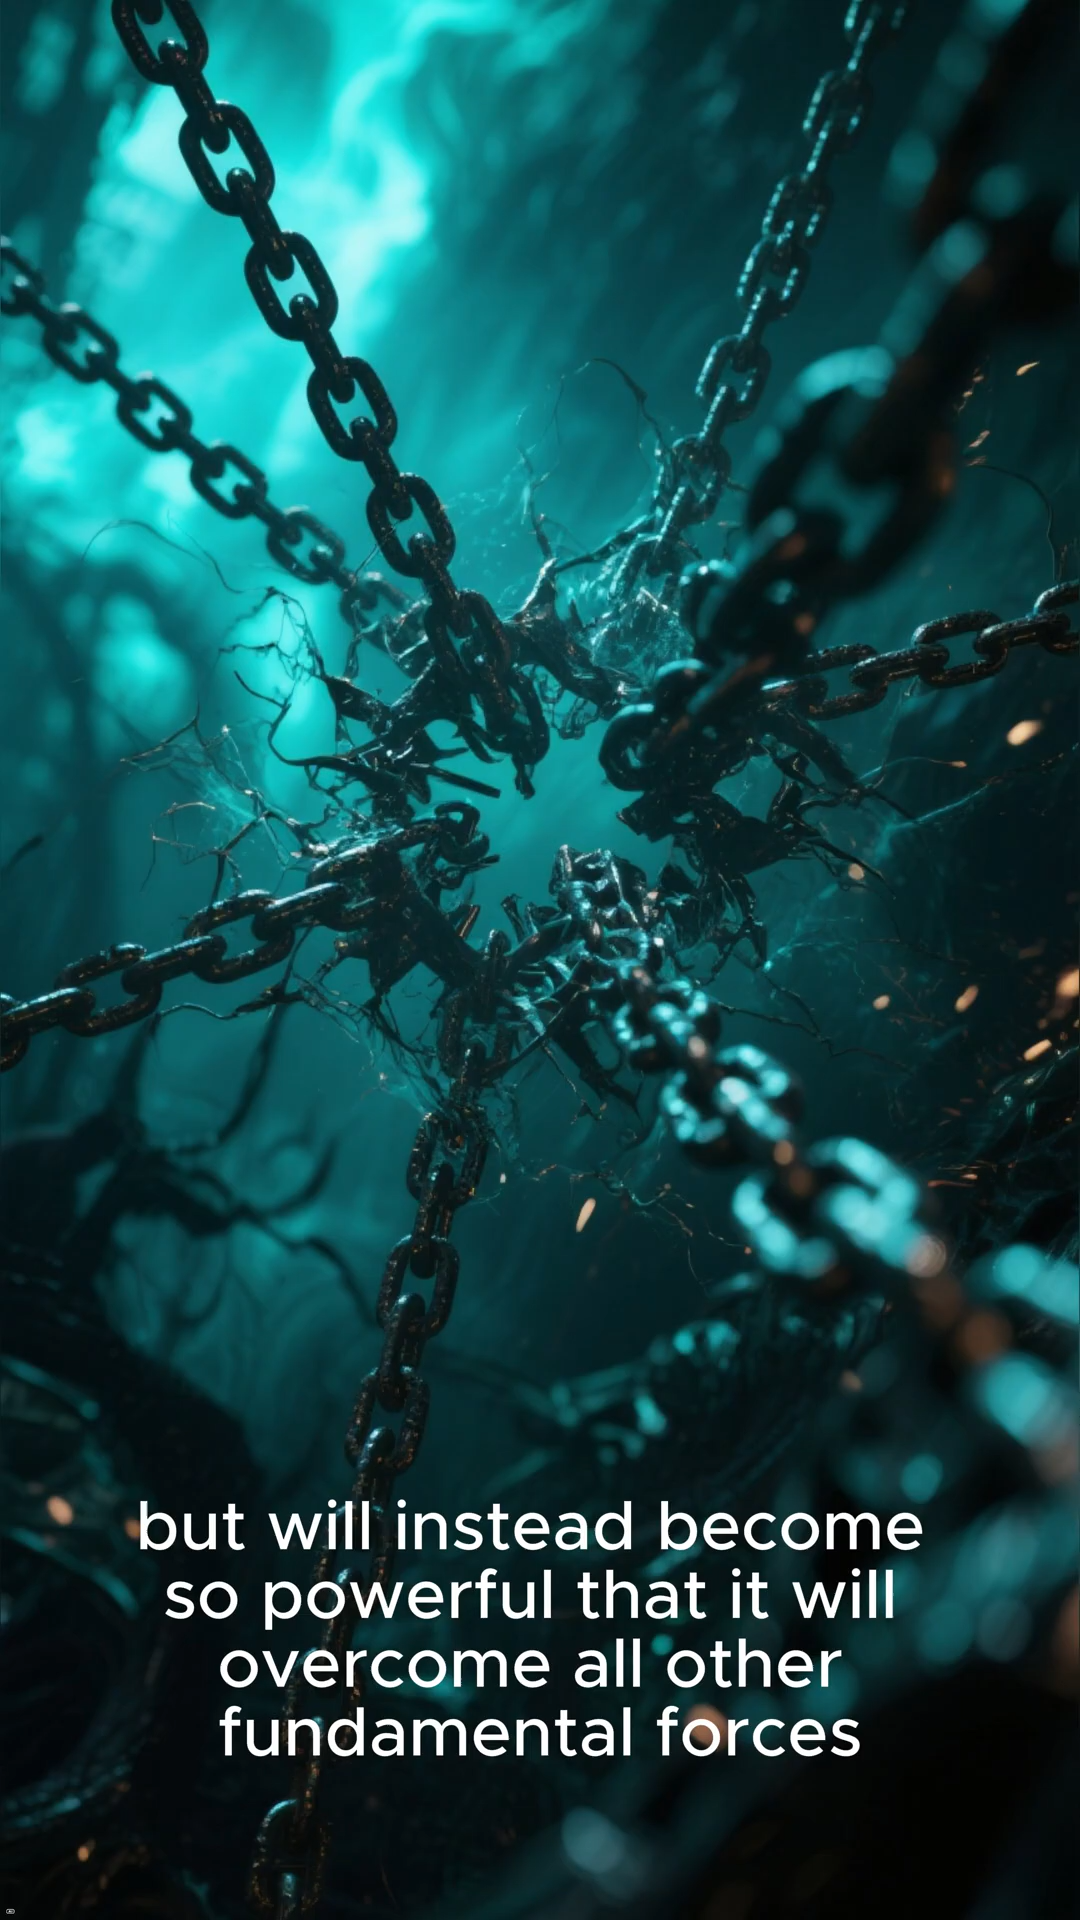 but will instead become
so powerful that it will
overcome all other
fundamental forces